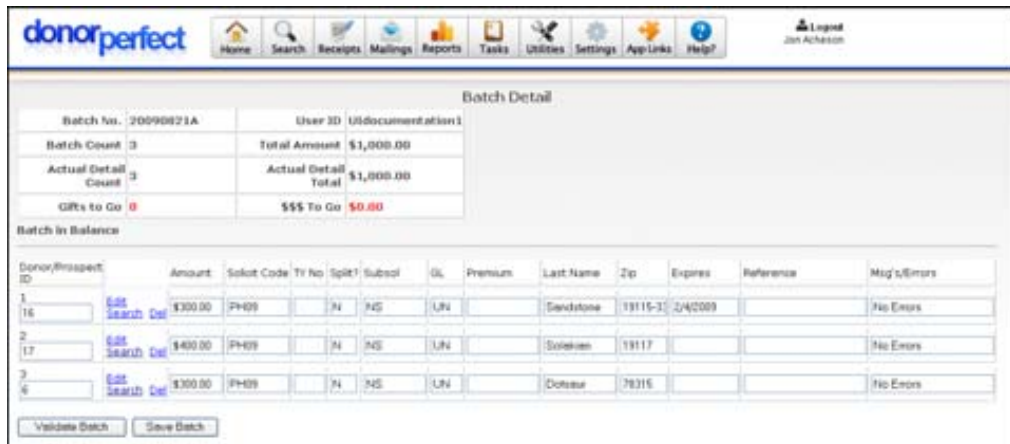 donorperfect
Home Search Receipts Mailings Reports Tasks Utilities Settings App Links Help?
Logout
Jon Acheson
Batch Detail
Batch No. 20090821A User ID UIdocumentation1
Batch Count 3 Total Amount $1,000.00
Actual Detail Count 3 Actual Detail Total $1,000.00
Gifts to Go 0 $$$ To Go $0.00
Batch in Balance
Donor/Prospect ID Amount Solicit Code TY No Split? Subsol GL Premium Last Name Zip Expires Reference Msg's/Errors
1
16 Edit Search Del $300.00 PH09 N NS UN Sandstone 19115-33 2/4/2009 No Errors
2
17 Edit Search Del $400.00 PH09 N NS UN 19117 No Errors
3
6 Edit Search Del $300.00 PH09 N NS UN 78315 No Errors
Validate Batch Save Batch